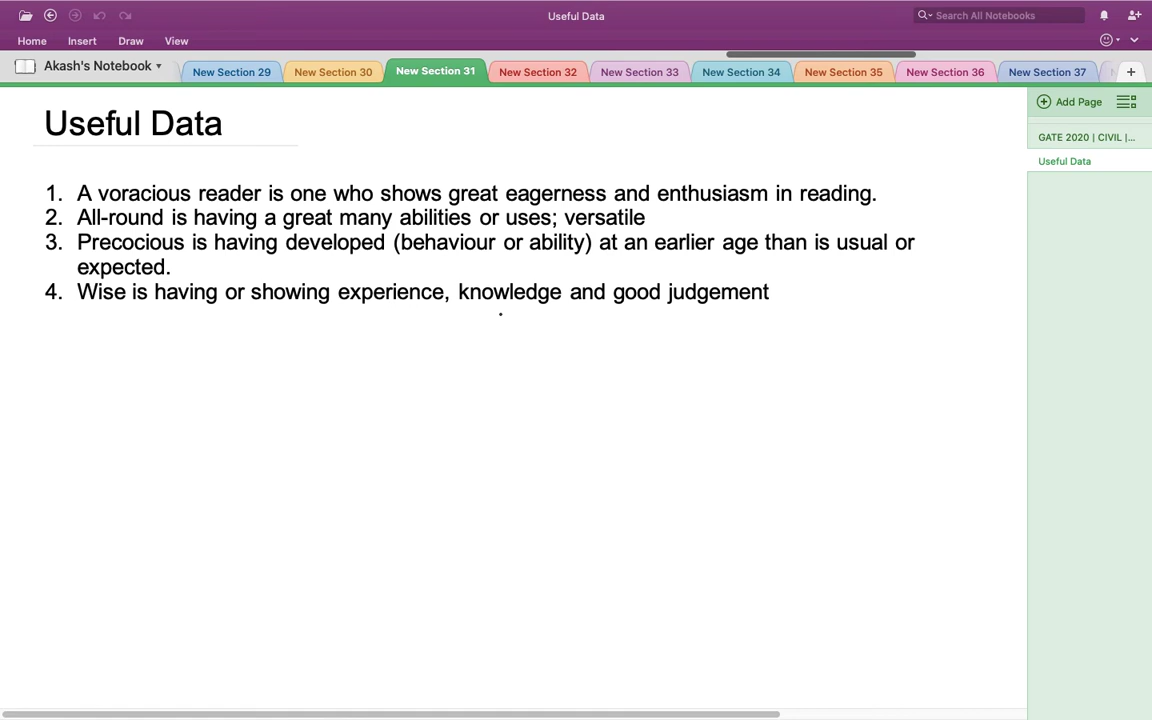 Useful Data
Search All Notebooks
Home Insert Draw View
Akash's Notebook
New Section 29 New Section 30 New Section 31 New Section 32 New Section 33 New Section 34 New Section 35 New Section 36 New Section 37
Useful Data
Add Page
GATE 2020 | CIVIL |...
Useful Data
1. A voracious reader is one who shows great eagerness and enthusiasm in reading.
2. All-round is having a great many abilities or uses; versatile
3. Precocious is having developed (behaviour or ability) at an earlier age than is usual or
expected.
4. Wise is having or showing experience, knowledge and good judgement